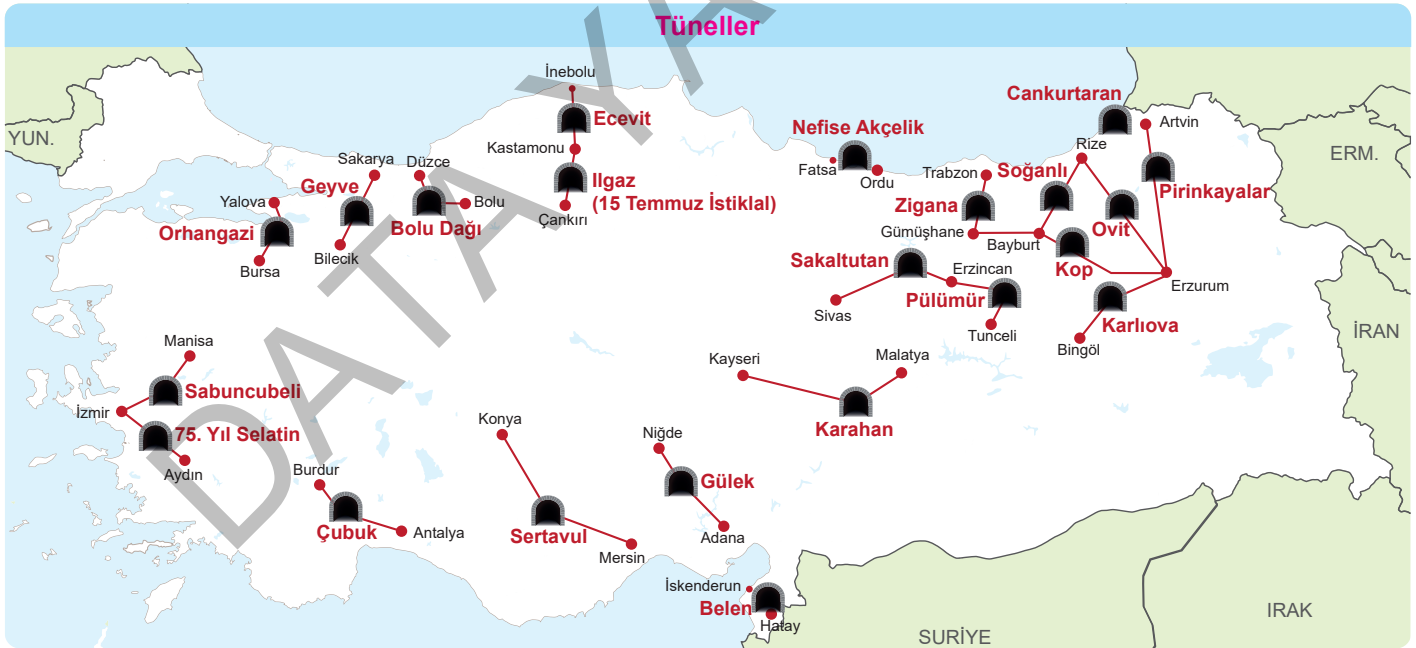 Tüneller
YUN.
İnebolu
Ecevit
Kastamonu
Ilgaz
(15 Temmuz İstiklal)
Çankırı
Sakarya
Geyve
Bilecik
Düzce
Bolu
Bolu Dağı
Yalova
Orhangazi
Bursa
Cankurtaran
Artvin
Pirinkayalar
Nefise Akçelik
Fatsa
Ordu
Trabzon
Zigana
Gümüşhane
Soğanlı
Rize
Ovit
Bayburt
Kop
Erzurum
ERM.
İRAN
Sakaltutan
Erzincan
Sivas
Pülümür
Tunceli
Karlıova
Bingöl
Manisa
Sabuncubeli
İzmir
75. Yıl Selatin
Aydın
Burdur
Çubuk
Antalya
Konya
Sertavul
Mersin
Niğde
Gülek
Adana
Kayseri
Malatya
Karahan
İskenderun
Belen
Hatay
SURİYE
IRAK
DATA YA